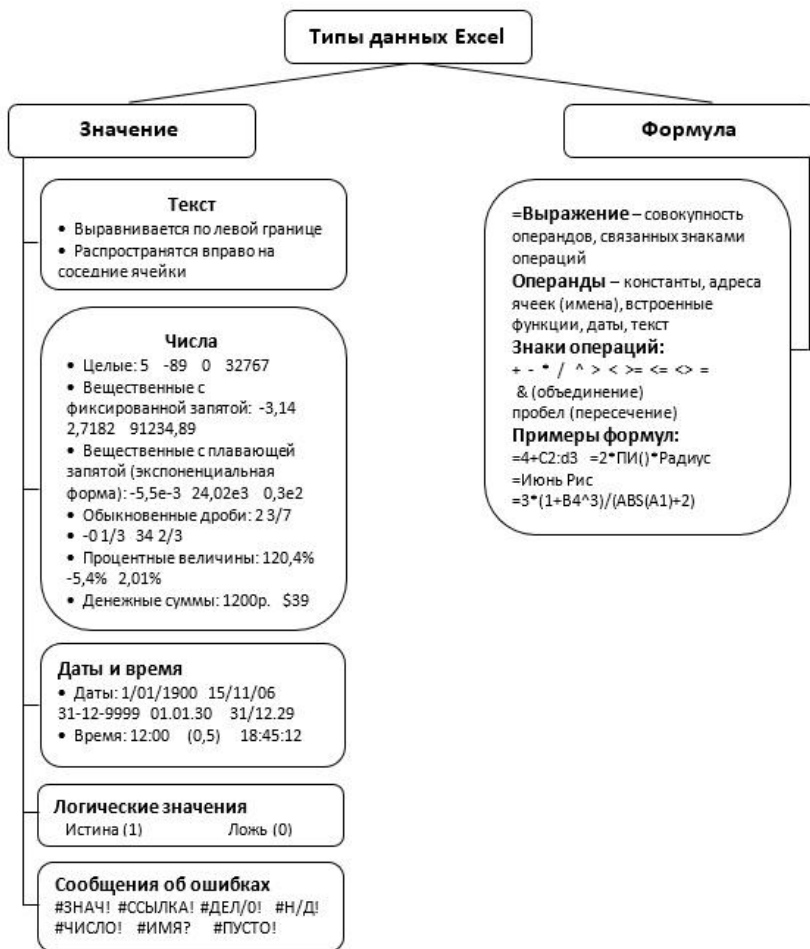 Типы данных Excel
Значение
Текст
• Выравнивается по левой границе
• Распространятся вправо на
соседние ячейки
Числа
• Целые: 5 -89 0 32767
• Вещественные с
фиксированной запятой: -3,14
2,7182 91234,89
• Вещественные с плавающей
запятой (экспоненциальная
форма): -5,5е-3 24,02е3 0,3е2
• Обыкновенные дроби: 2 3/7
• -0 1/3 34 2/3
• Процентные величины: 120,4%
-5,4% 2,01%
• Денежные суммы: 1200р. $39
Даты и время
• Даты: 1/01/1900 15/11/06
31-12-9999 01.01.30 31/12.29
• Время: 12:00 (0,5) 18:45:12
Логические значения
Истина (1) Ложь (0)
Сообщения об ошибках
#ЗНАЧ! #ССЫЛКА! #ДЕЛ/0! #Н/Д!
#ЧИСЛО! #ИМЯ? #ПУСТО!
Формула
=Выражение – совокупность
операндов, связанных знаками
операций
Операнды – константы, адреса
ячеек (имена), встроенные
функции, даты, текст
Знаки операций:
+ - * / ^ > < >= <= <> =
& (объединение)
пробел (пересечение)
Примеры формул:
=4+C2:d3 =2*ПИ()*Радиус
=Июнь Рис
=3*(1+B4^3)/(ABS(A1)+2)